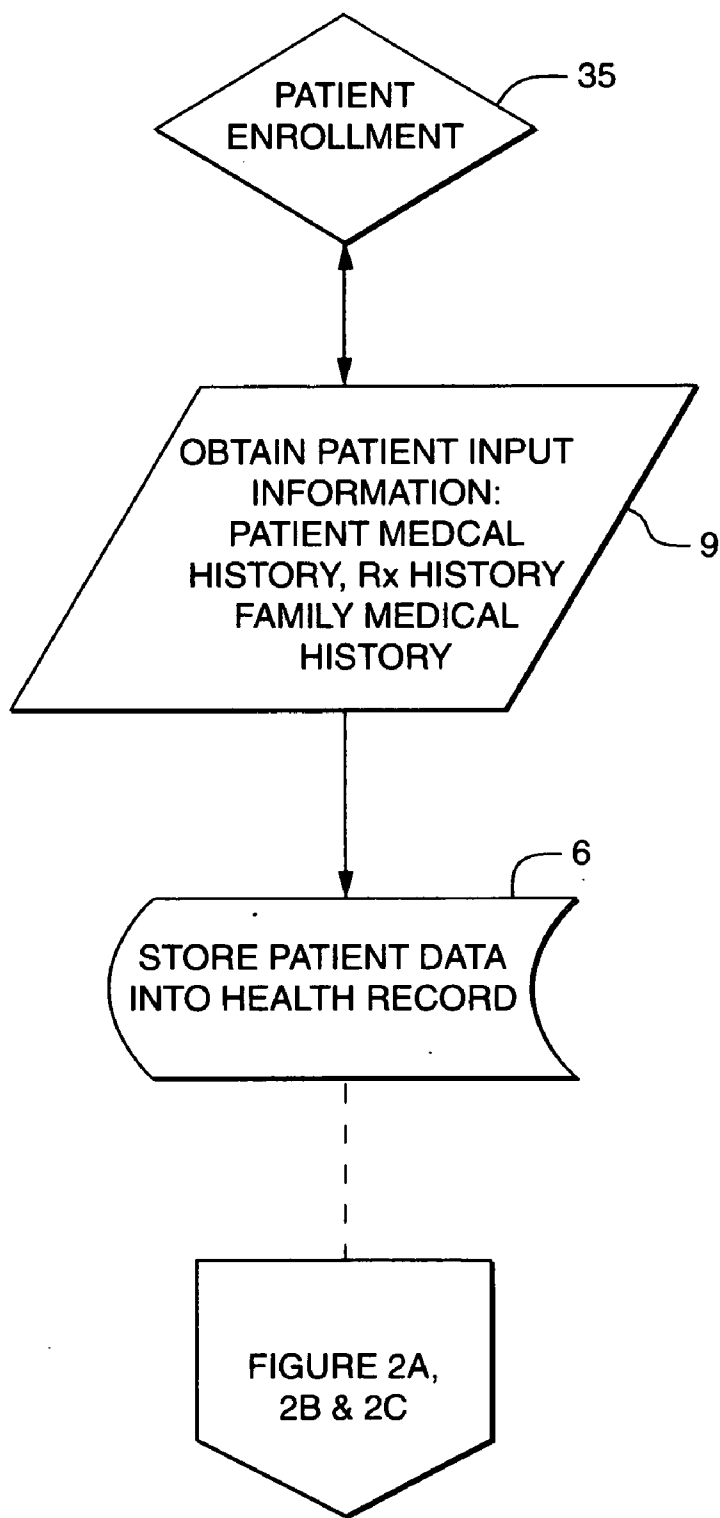 PATIENT
ENROLLMENT
35
OBTAIN PATIENT INPUT
INFORMATION:
PATIENT MEDCAL
HISTORY, Rx HISTORY
FAMILY MEDICAL
HISTORY
9
6
STORE PATIENT DATA
INTO HEALTH RECORD
FIGURE 2A,
2B & 2C